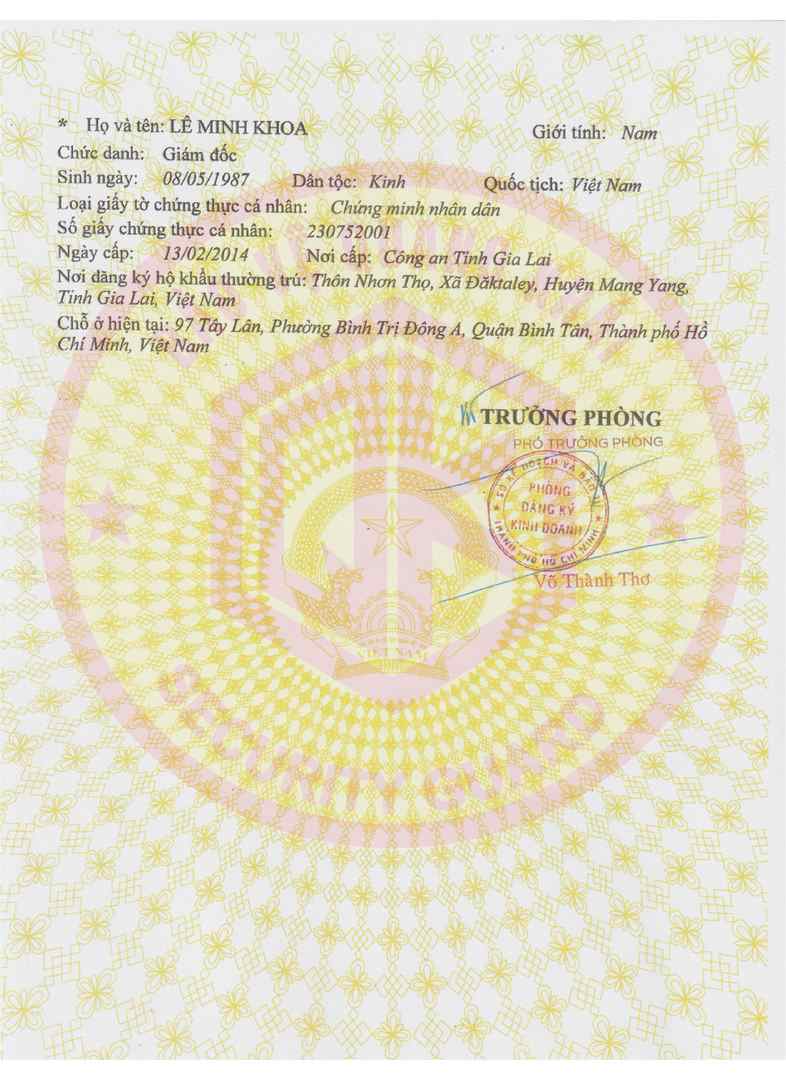 * Họ và tên: LÊ MINH KHOA Giới tính: Nam
Chức danh: Giám đốc
Sinh ngày: 08/05/1987 Dân tộc: Kinh Quốc tịch: Việt Nam
Loại giấy tờ chứng thực cá nhân: Chứng minh nhân dân
Số giấy chứng thực cá nhân: 230752001
Ngày cấp: 13/02/2014 Nơi cấp: Công an Tỉnh Gia Lai
Nơi đăng ký hộ khẩu thường trú: Thôn Nhơn Thọ, Xã Đăktaley, Huyện Mang Yang,
Tỉnh Gia Lai, Việt Nam
Chỗ ở hiện tại: 97 Tây Lân, Phường Bình Trị Đông A, Quận Bình Tân, Thành phố Hồ
Chí Minh, Việt Nam
TRƯỞNG PHÒNG
PHÓ TRƯỞNG PHÒNG
SỞ KẾ HOẠCH VÀ ĐẦU
PHÒNG
ĐĂNG KÝ
KINH DOANH
THÀNH PHỐ HỒ CHÍ MINH
Võ Thành Thơ
VIỆT NAM
SECURITY GUARD